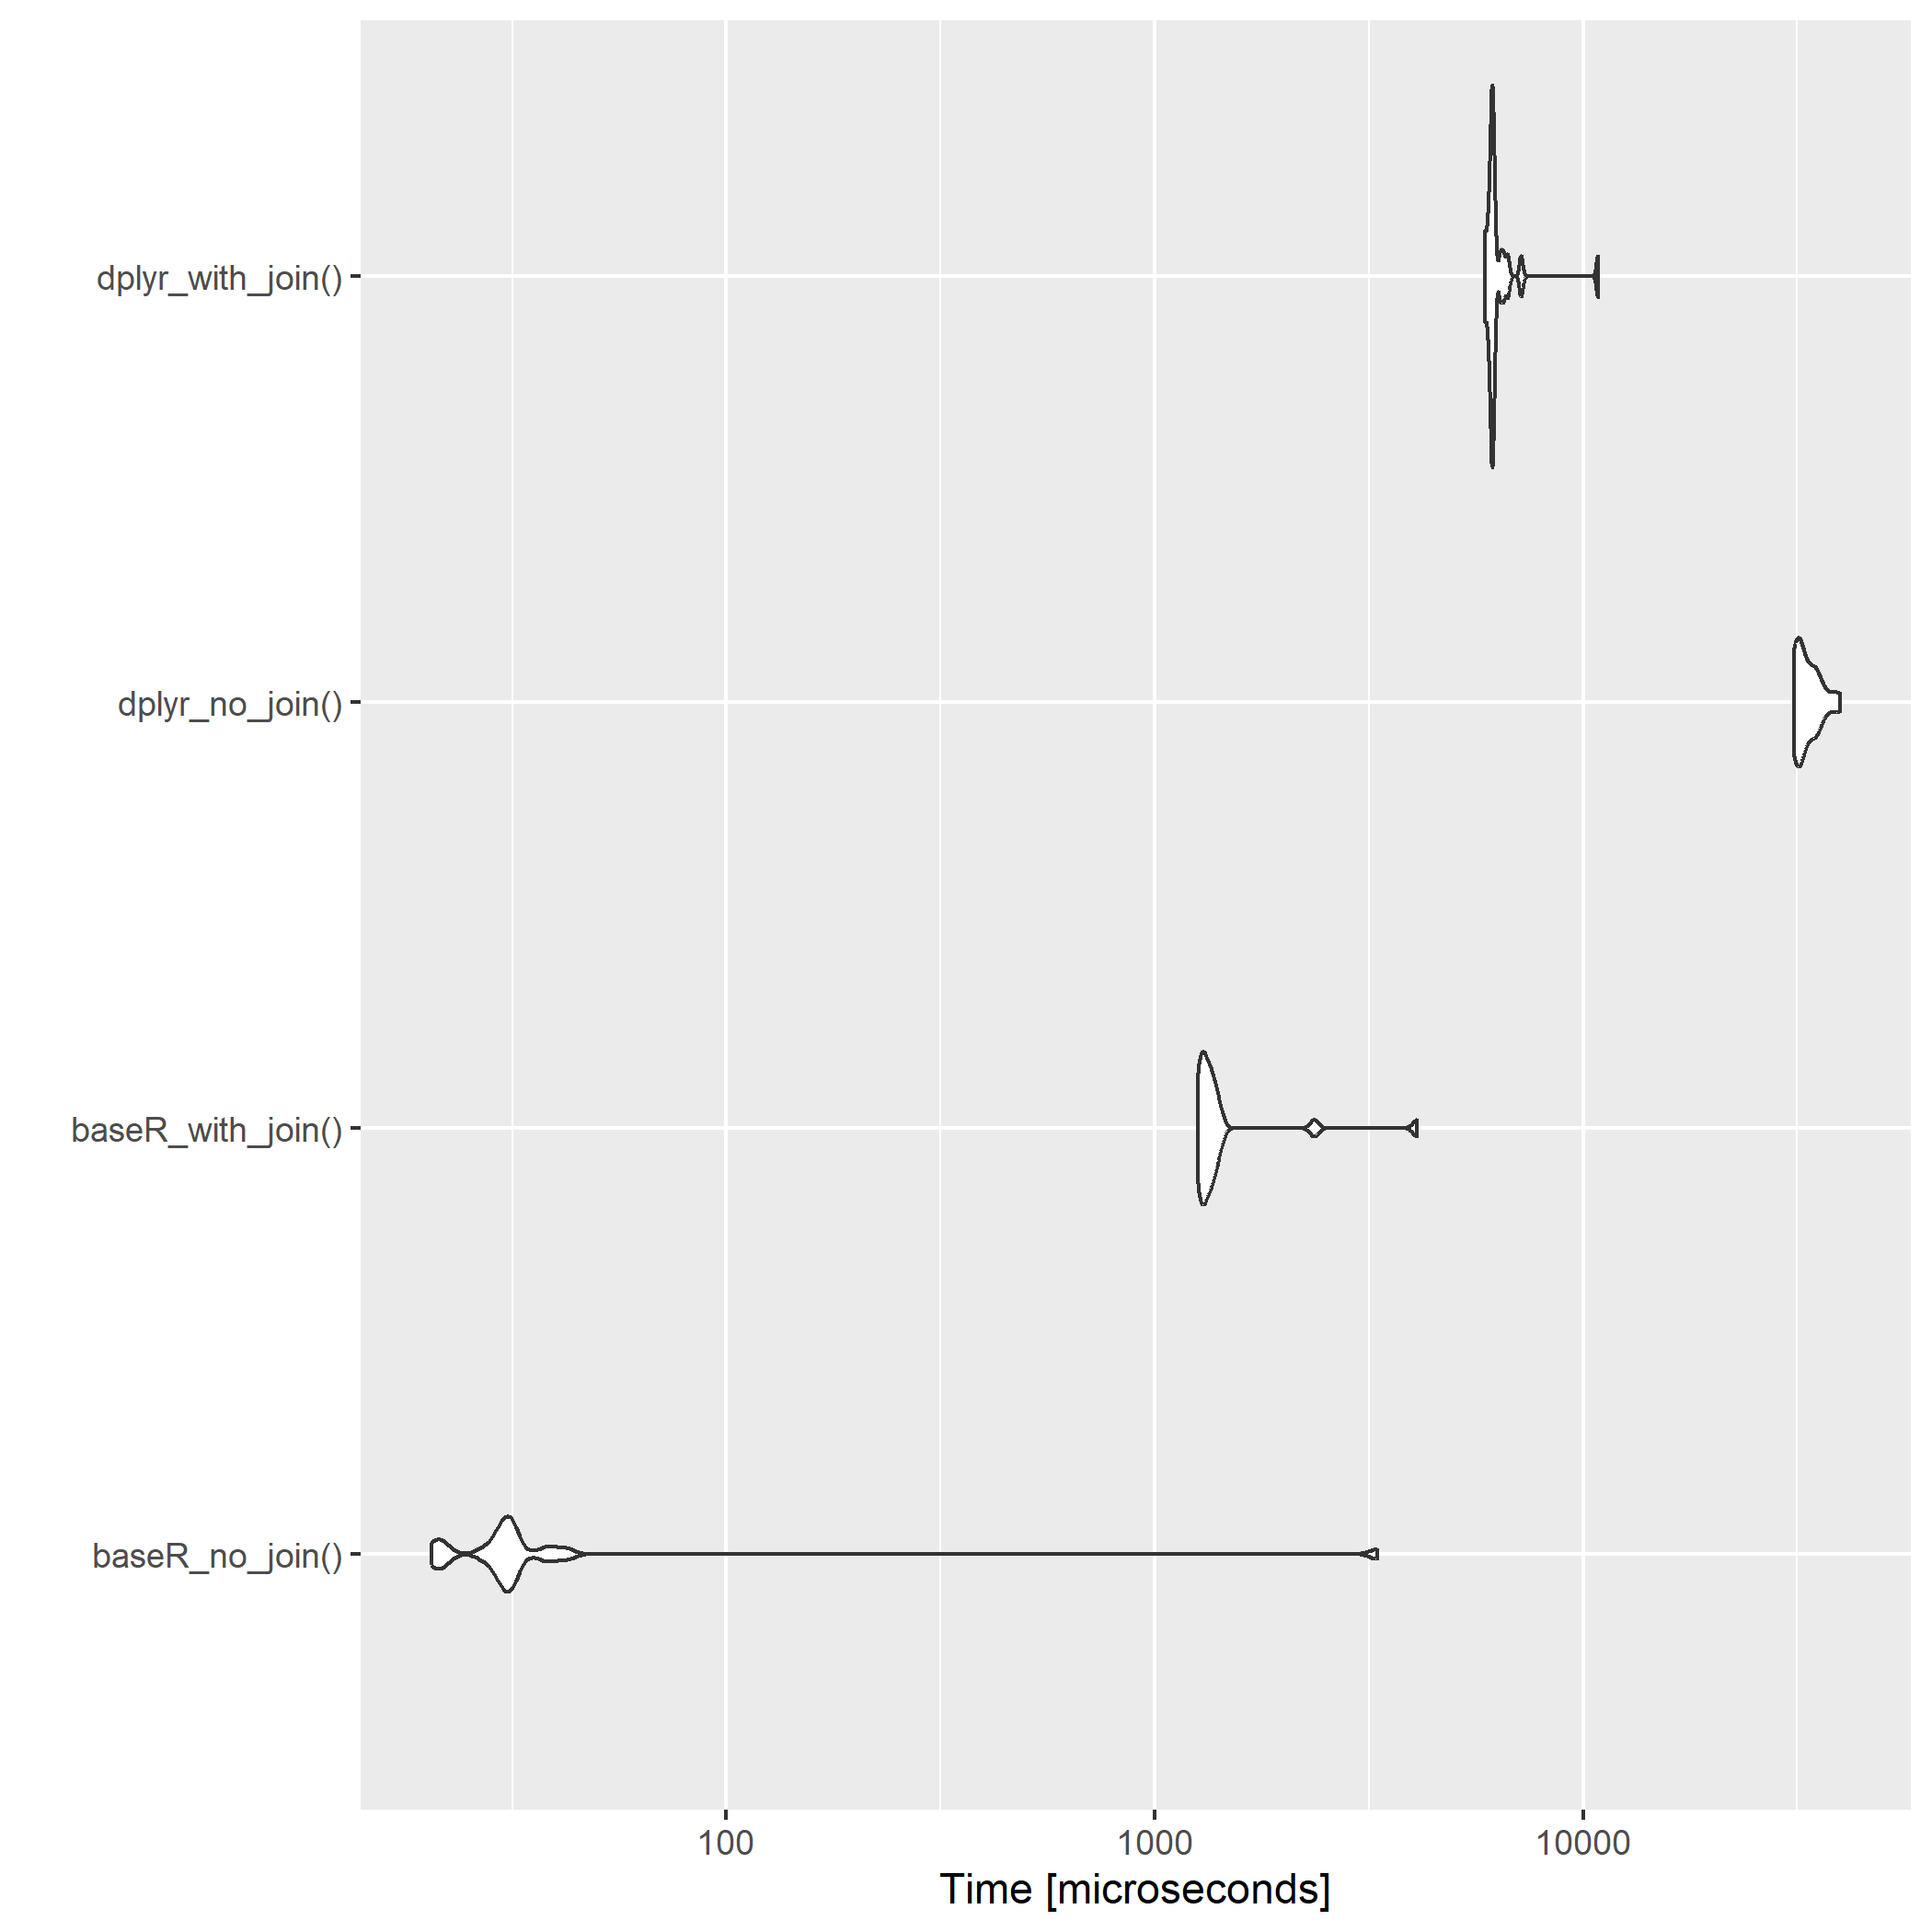 dplyr_with_join()
dplyr_no_join()
baseR_with_join()
baseR_no_join()
100 1000 10000
Time [microseconds]